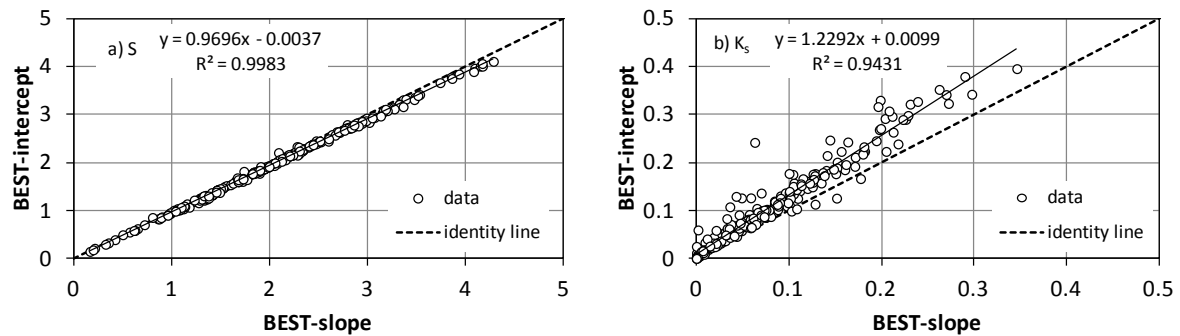 a) S
y = 0.9696x - 0.0037
R² = 0.9983
5
4
3
2
1
0
BEST-intercept
data
identity line
0 1 2 3 4 5
BEST-slope
b) Ks
y = 1.2292x + 0.0099
R² = 0.9431
0.5
0.4
0.3
0.2
0.1
0
BEST-intercept
data
identity line
0 0.1 0.2 0.3 0.4 0.5
BEST-slope